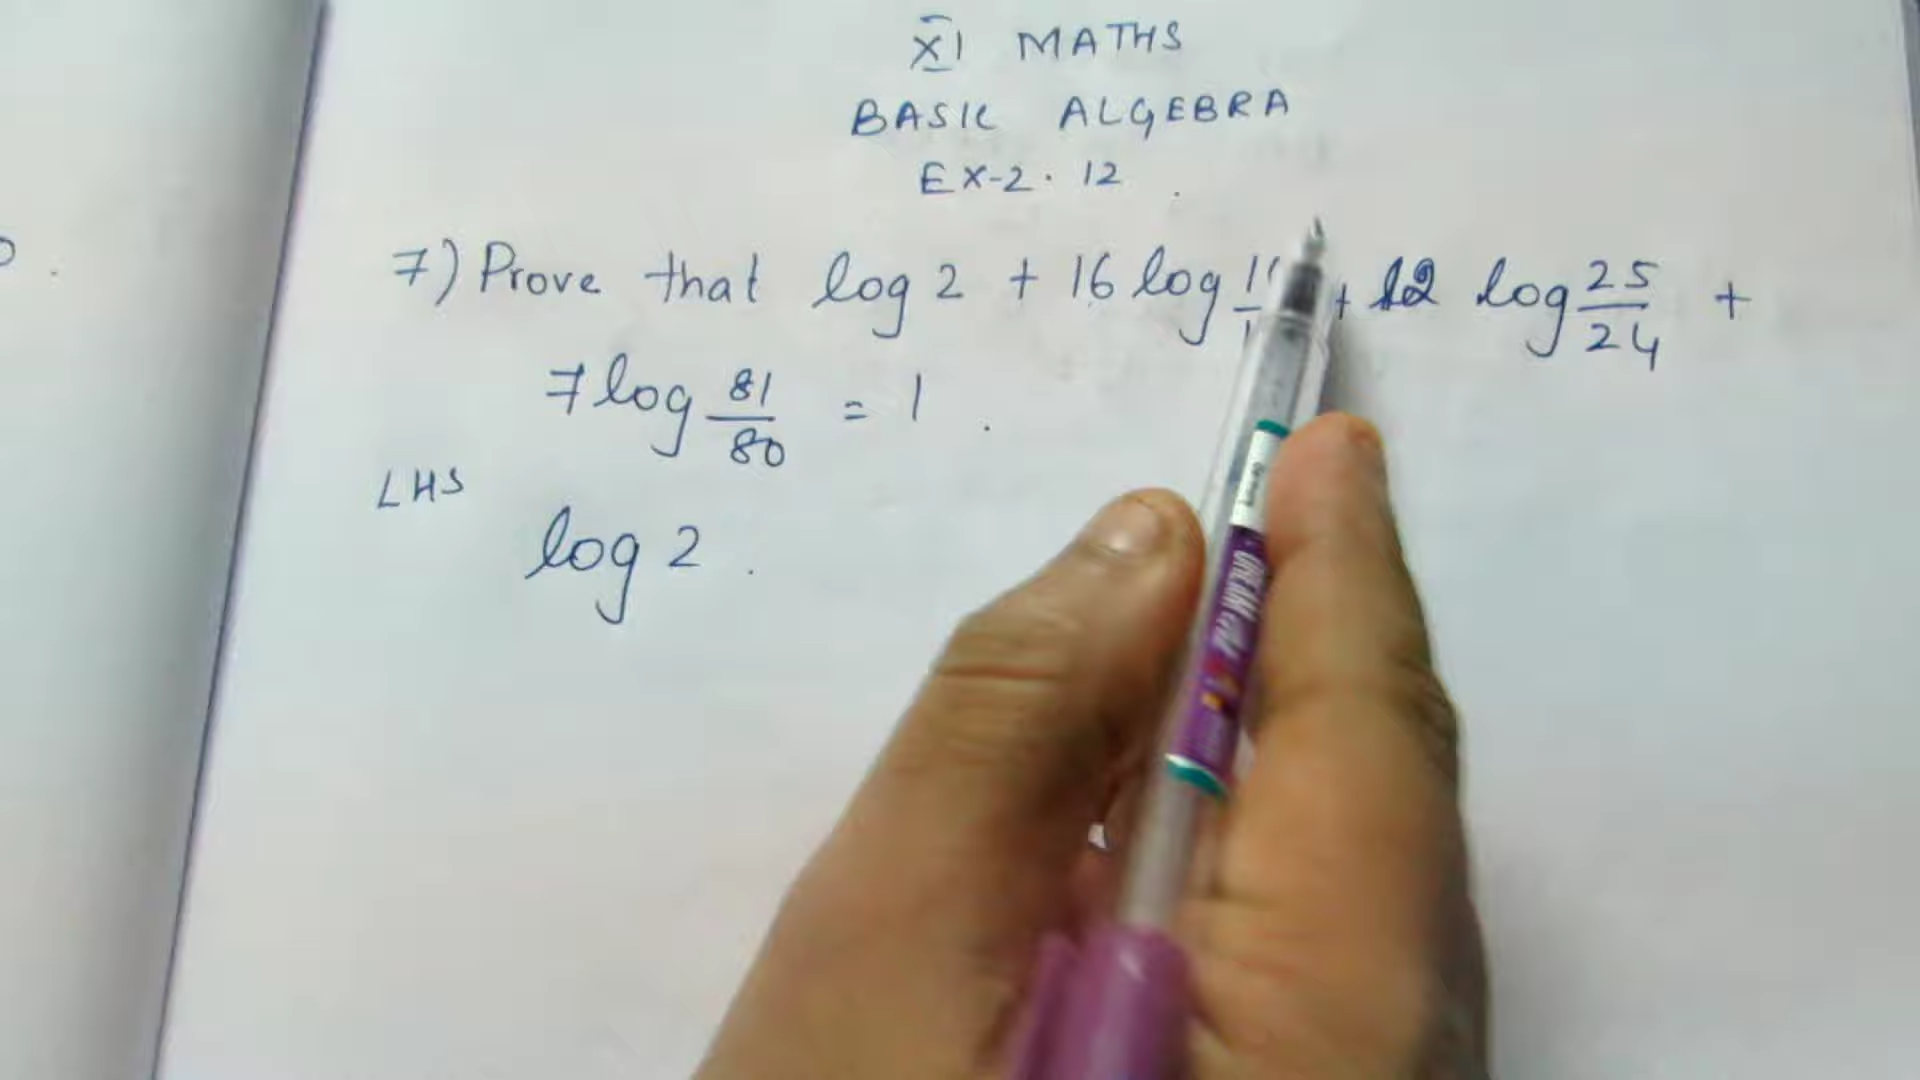 XI MATHS
BASIC ALGEBRA
EX-2.12
7) Prove that log 2 + 16 log + 12 log 25/24 +
7 log 81/80 = 1.
LHS
log 2.